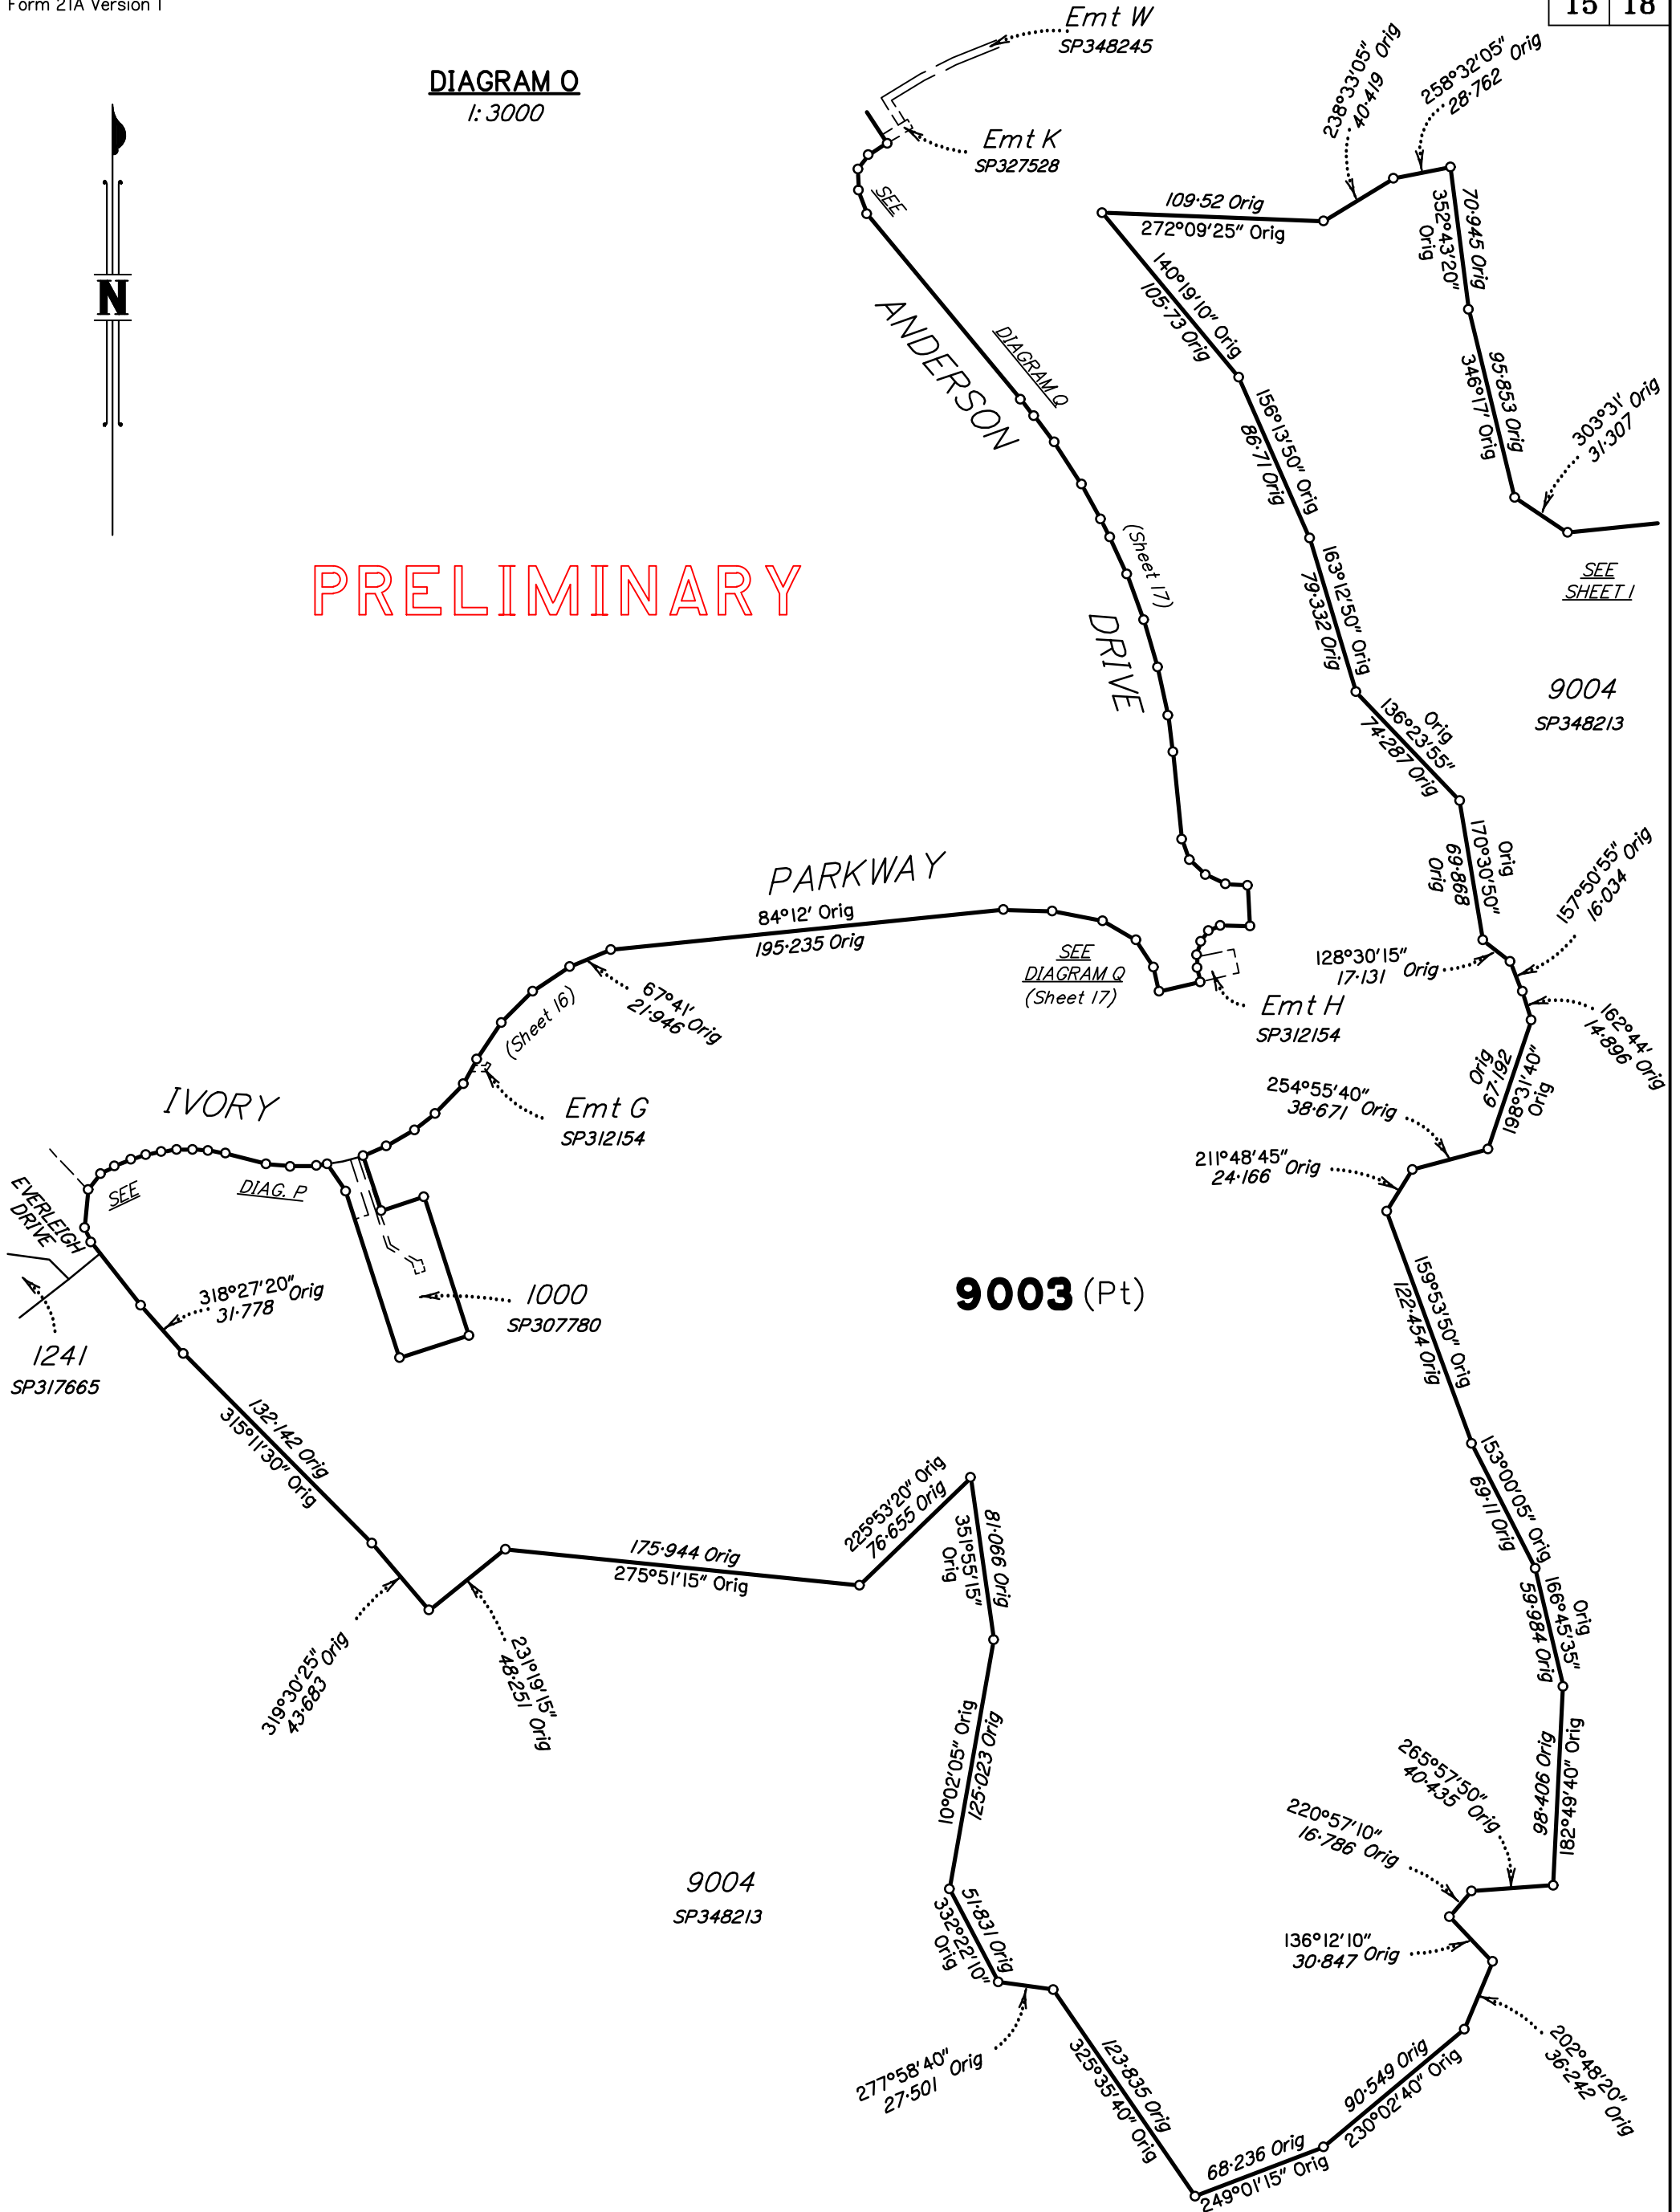 Form 21A Version 1
15 18
DIAGRAM O
1: 3000
N
PRELIMINARY
Emt W
SP348245
Emt K
SP327528
SEE
DIAGRAM Q
(Sheet 17)
ANDERSON
DRIVE
238°33'05" Orig
40·419
258°32'05" Orig
28·762
109·52 Orig
272°09'25" Orig
70·945 Orig
352°43'20"
Orig
140°19'10" Orig
105·73 Orig
95·853 Orig
346°17' Orig
303°31' Orig
31·307
156°13'50" Orig
86·71 Orig
SEE
SHEET 1
163°12'50" Orig
79·332 Orig
9004
SP348213
Orig
136°23'55"
74·287 Orig
Orig
170°30'50"
69·868
Orig
157°50'55" Orig
16·034
128°30'15"
17·131 Orig
162°44'
14·896 Orig
PARKWAY
84°12' Orig
195·235 Orig
SEE
DIAGRAM Q
(Sheet 17)
Emt H
SP312154
67°41'
21·946 Orig
(Sheet 16)
Orig
67·192
198°31'40"
Orig
254°55'40"
38·671 Orig
211°48'45"
24·166 Orig
IVORY
Emt G
SP312154
EVERLEIGH
DRIVE
SEE
DIAG. P
318°27'20" Orig
31·778
1000
SP307780
9003 (Pt)
1241
SP317665
159°53'50" Orig
122·454 Orig
132·142 Orig
315°11'30" Orig
153°00'05" Orig
69·11 Orig
225°53'20" Orig
76·655 Orig
81·066 Orig
351°55'15"
Orig
175·944 Orig
275°51'15" Orig
319°30'25" Orig
43·683
231°19'15"
48·251 Orig
Orig
166°45'35"
59·984 Orig
10°02'05" Orig
125·023 Orig
98·406 Orig
182°49'40" Orig
265°57'50"
40·435 Orig
220°57'10"
16·786 Orig
9004
SP348213
51·831 Orig
332°22'10"
Orig
136°12'10"
30·847 Orig
277°58'40"
27·501 Orig
123·835 Orig
325°35'40" Orig
202°48'20"
36·242 Orig
90·549 Orig
230°02'40" Orig
68·236 Orig
249°01'15" Orig